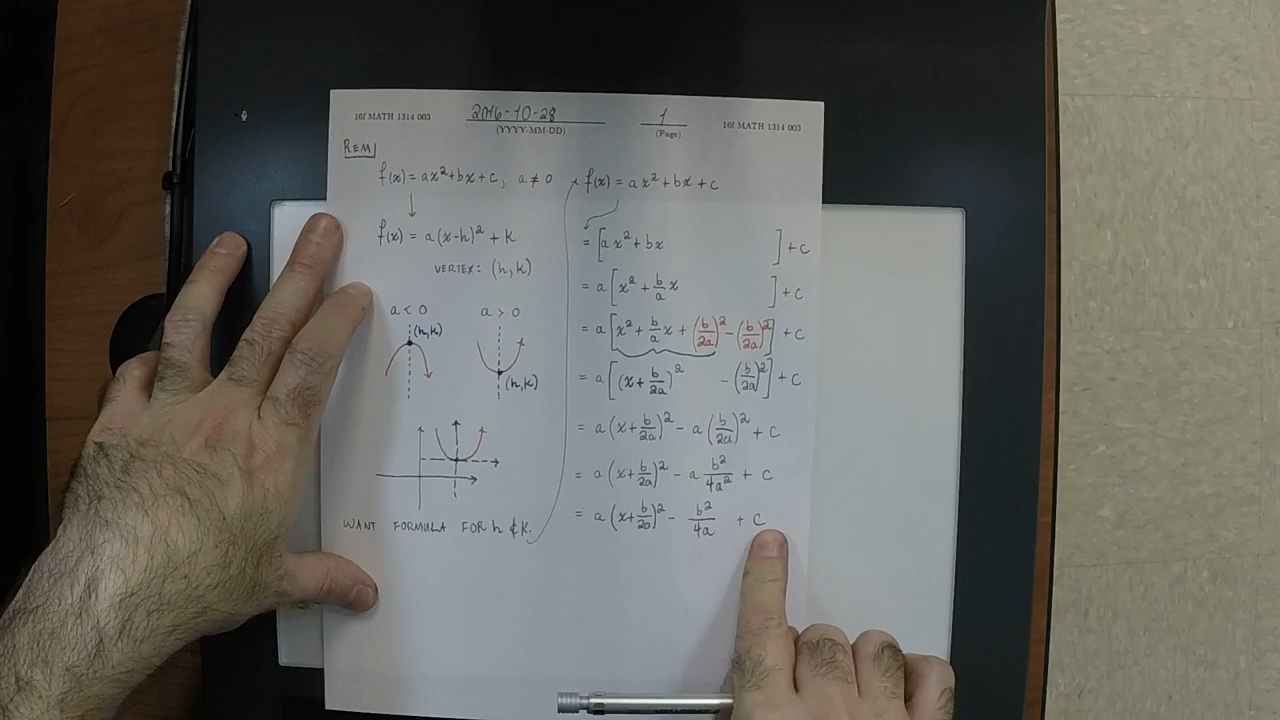 16f MATH 1314 003 2016-10-28 1 16f MATH 1314 003
(YYYY-MM-DD) (Page)
REM
f(x) = ax²+bx+c, a ≠ 0
↓
f(x) = a(x-h)² + k
VERTEX: (h,k)
a < 0 a > 0
(h,k)
(h,k)
WANT FORMULA FOR h & k.
f(x) = ax²+bx+c
= [ax²+bx ]+c
= a[x²+b/a x ]+c
= a[x²+b/a x+(b/2a)²-(b/2a)²]+c
= a[(x+b/2a)² -(b/2a)²]+c
= a(x+b/2a)² - a(b/2a)² + c
= a(x+b/2a)² - a b²/4a² + c
= a(x+b/2a)² - b²/4a + c